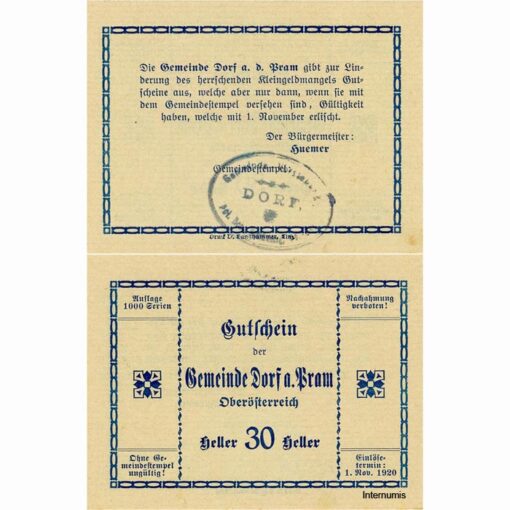 Die Gemeinde Dorf a. d. Pram gibt zur Lin-
derung des herrschenden Kleingeldmangels Gut-
scheine aus, welche aber nur dann, wenn sie mit
dem Gemeindestempel versehen sind, Gültigkeit
haben, welche mit 1. November erlischt.
Der Bürgermeister:
Huemer
Gemeindestempel:
DORF.
Druck
Auflage
1000 Serien
Nachahmung
verboten!
Gutschein
der
Gemeinde Dorf a. Pram
Oberösterreich
Heller 30 Heller
Ohne Ge-
meindestempel
ungültig!
Einlöse-
termin:
1. Nov. 1920
Internumis